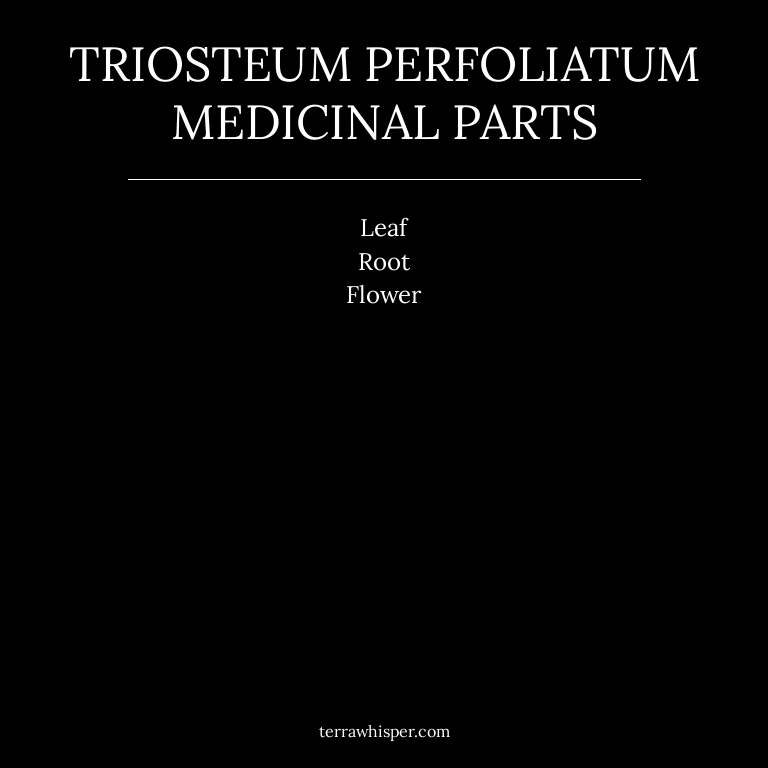 TRIOSTEUM PERFOLIATUM
MEDICINAL PARTS
Leaf
Root
Flower
terrawhisper.com